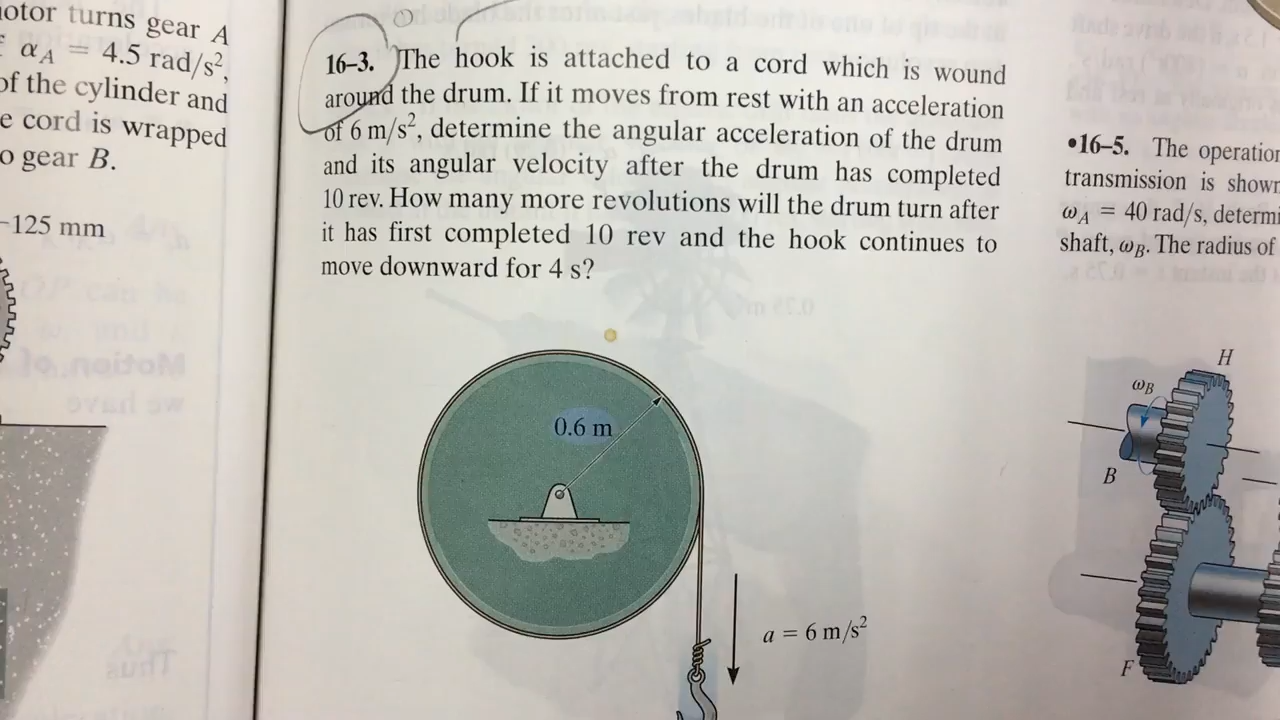 otor turns gear A
α_A = 4.5 rad/s²,
of the cylinder and
e cord is wrapped
o gear B.
125 mm
16–3. The hook is attached to a cord which is wound
around the drum. If it moves from rest with an acceleration
of 6 m/s², determine the angular acceleration of the drum
and its angular velocity after the drum has completed
10 rev. How many more revolutions will the drum turn after
it has first completed 10 rev and the hook continues to
move downward for 4 s?
0.6 m
a = 6 m/s²
•16–5. The operation
transmission is shown
ω_A = 40 rad/s, determi
shaft, ω_B. The radius of
H
ω_B
B
F